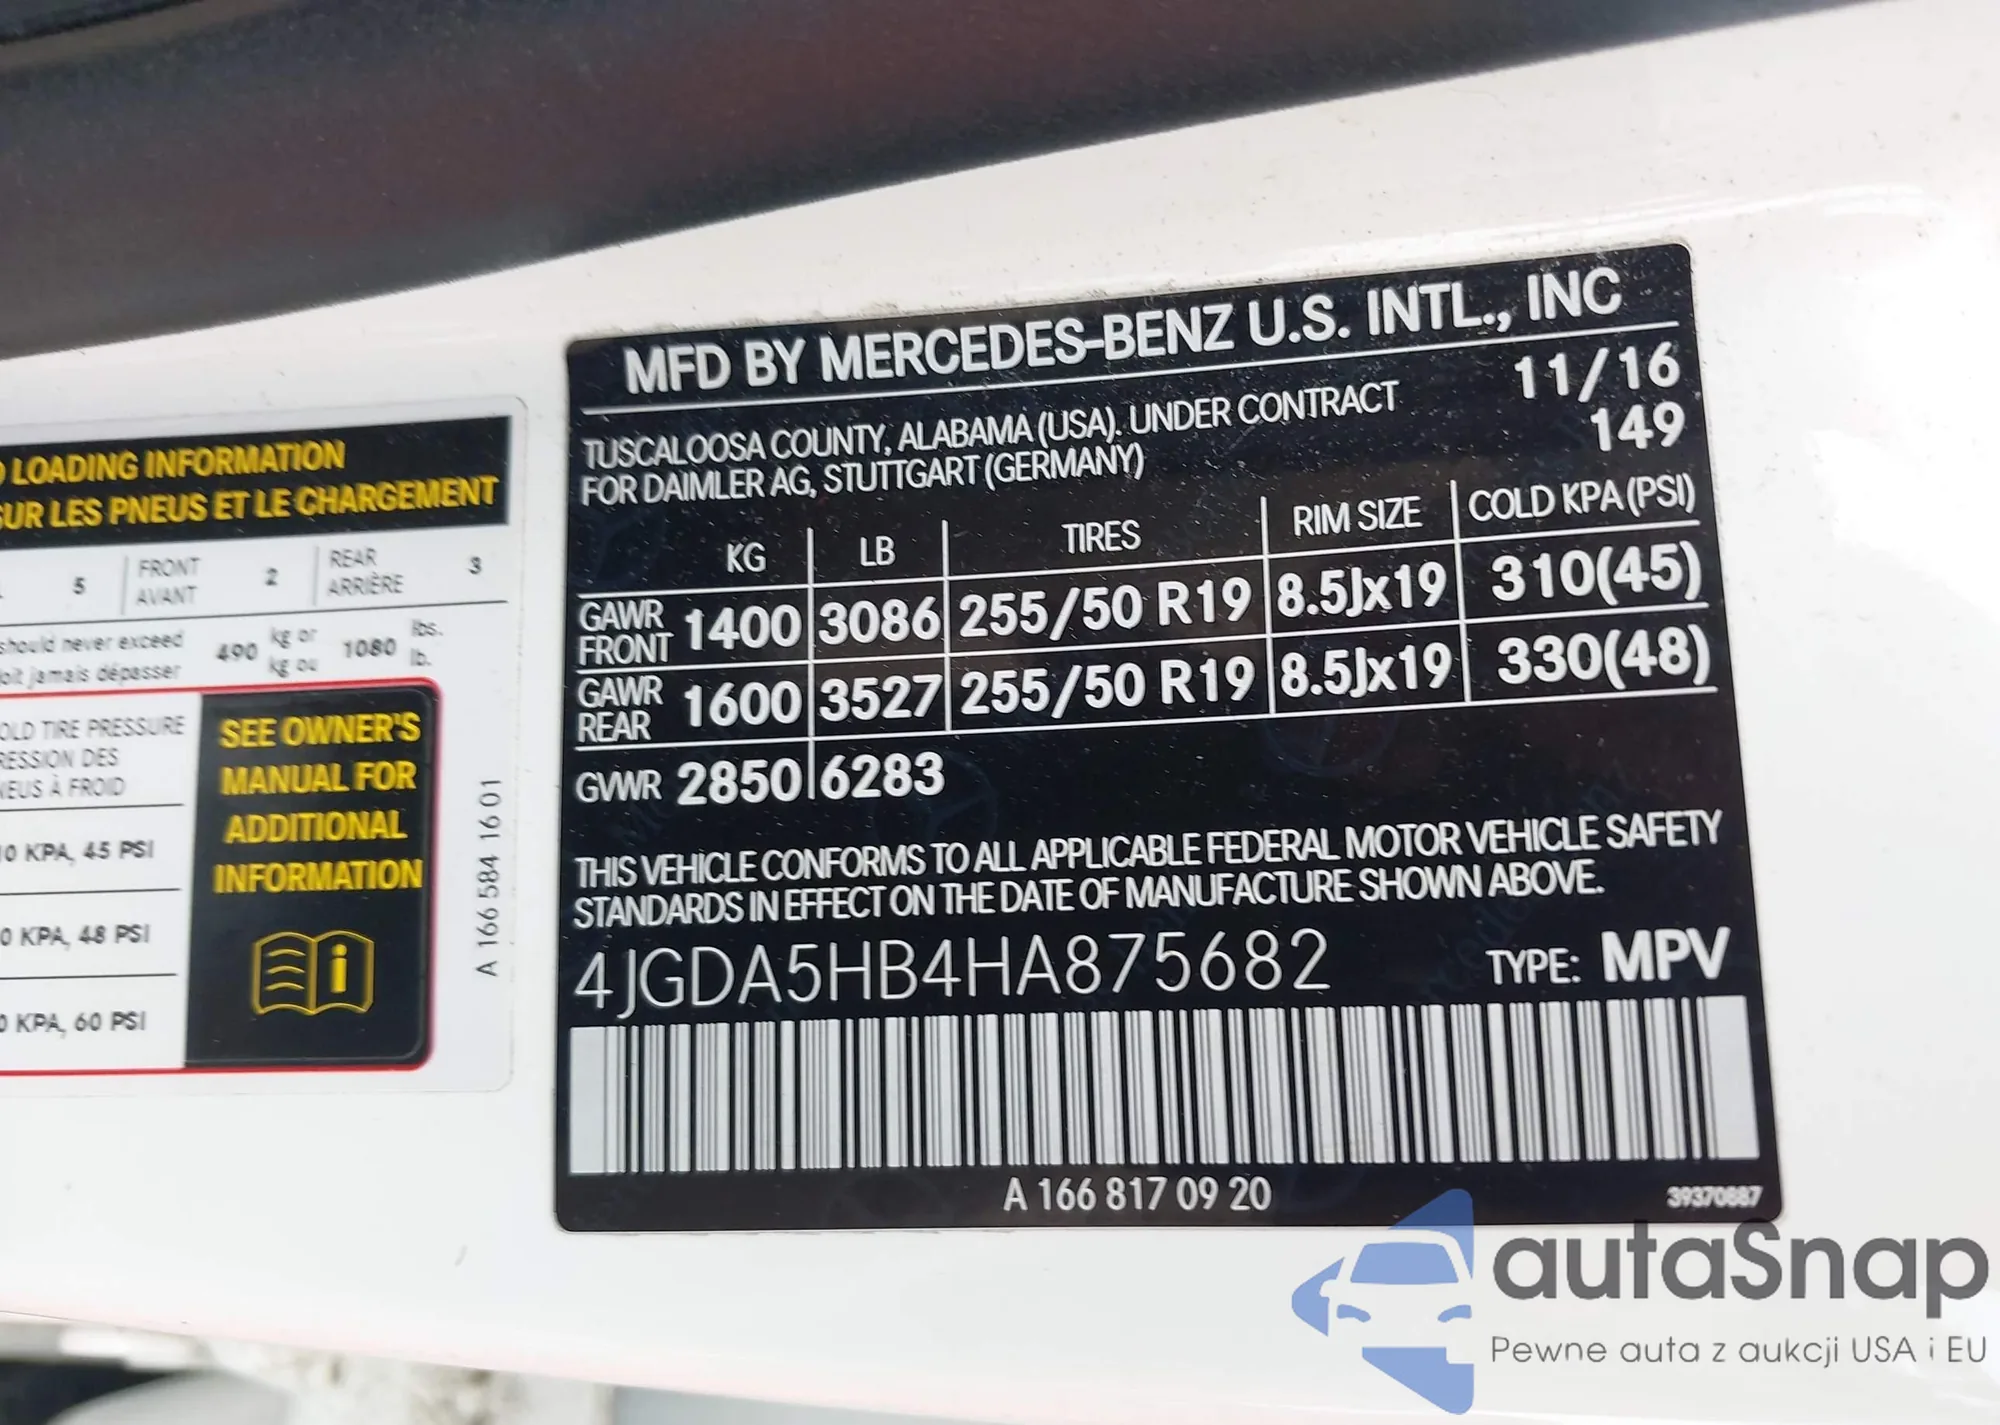 LOADING INFORMATION
SUR LES PNEUS ET LE CHARGEMENT
5 FRONT AVANT 2 REAR ARRIÈRE 3
should never exceed
jamais dépasser
490 kg or kg ou 1080 lbs. lb.
TIRE PRESSURE
DES
À FROID
KPA, 45 PSI
KPA, 48 PSI
KPA, 60 PSI
SEE OWNER'S
MANUAL FOR
ADDITIONAL
INFORMATION
A 166 584 16 01
MFD BY MERCEDES-BENZ U.S. INTL., INC
TUSCALOOSA COUNTY, ALABAMA (USA). UNDER CONTRACT
FOR DAIMLER AG, STUTTGART (GERMANY)
11/16
149
KG LB TIRES RIM SIZE COLD KPA (PSI)
GAWR FRONT 1400 3086 255/50 R19 8.5Jx19 310(45)
GAWR REAR 1600 3527 255/50 R19 8.5Jx19 330(48)
GVWR 2850 6283
THIS VEHICLE CONFORMS TO ALL APPLICABLE FEDERAL MOTOR VEHICLE SAFETY
STANDARDS IN EFFECT ON THE DATE OF MANUFACTURE SHOWN ABOVE.
4JGDA5HB4HA875682 TYPE: MPV
A 166 817 09 20
39370887
autaSnap
Pewne auta z aukcji USA i EU